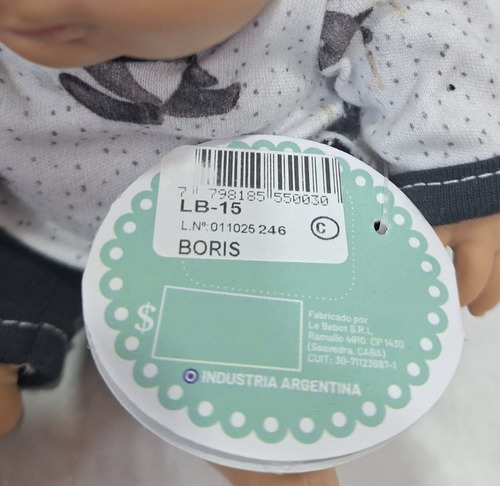 7 798185 550030
LB-15
L.Nº:011025 246
C
BORIS
$
Fabricado por
Le Bebot S.R.L
Ramallo 4910. CP 1430
(Saavedra, CABA)
CUIT: 30-71123887-1
INDUSTRIA ARGENTINA